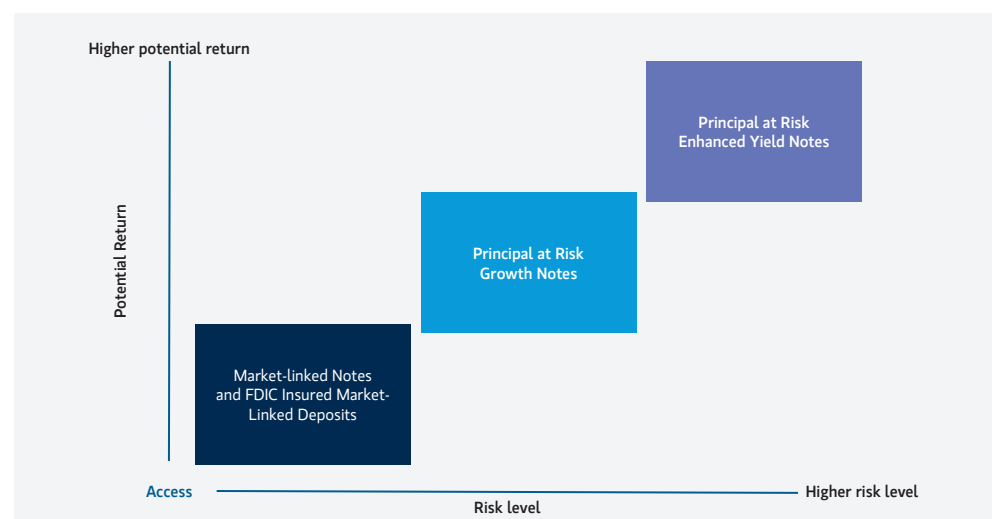 Higher potential return
Principal at Risk
Enhanced Yield Notes
Potential Return
Principal at Risk
Growth Notes
Market-linked Notes
and FDIC Insured Market-
Linked Deposits
Access
Higher risk level
Risk level